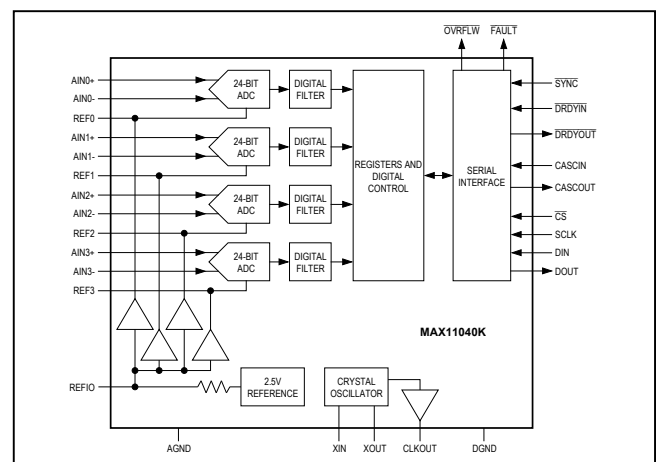 OVRFLW FAULT
AIN0+
AIN0-
REF0
AIN1+
AIN1-
REF1
AIN2+
AIN2-
REF2
AIN3+
AIN3-
REF3
24-BIT
ADC
DIGITAL
FILTER
24-BIT
ADC
DIGITAL
FILTER
24-BIT
ADC
DIGITAL
FILTER
24-BIT
ADC
DIGITAL
FILTER
REGISTERS AND
DIGITAL
CONTROL
SERIAL
INTERFACE
SYNC
DRDYIN
DRDYOUT
CASCIN
CASCOUT
CS
SCLK
DIN
DOUT
MAX11040K
REFIO
2.5V
REFERENCE
CRYSTAL
OSCILLATOR
AGND XIN XOUT CLKOUT DGND